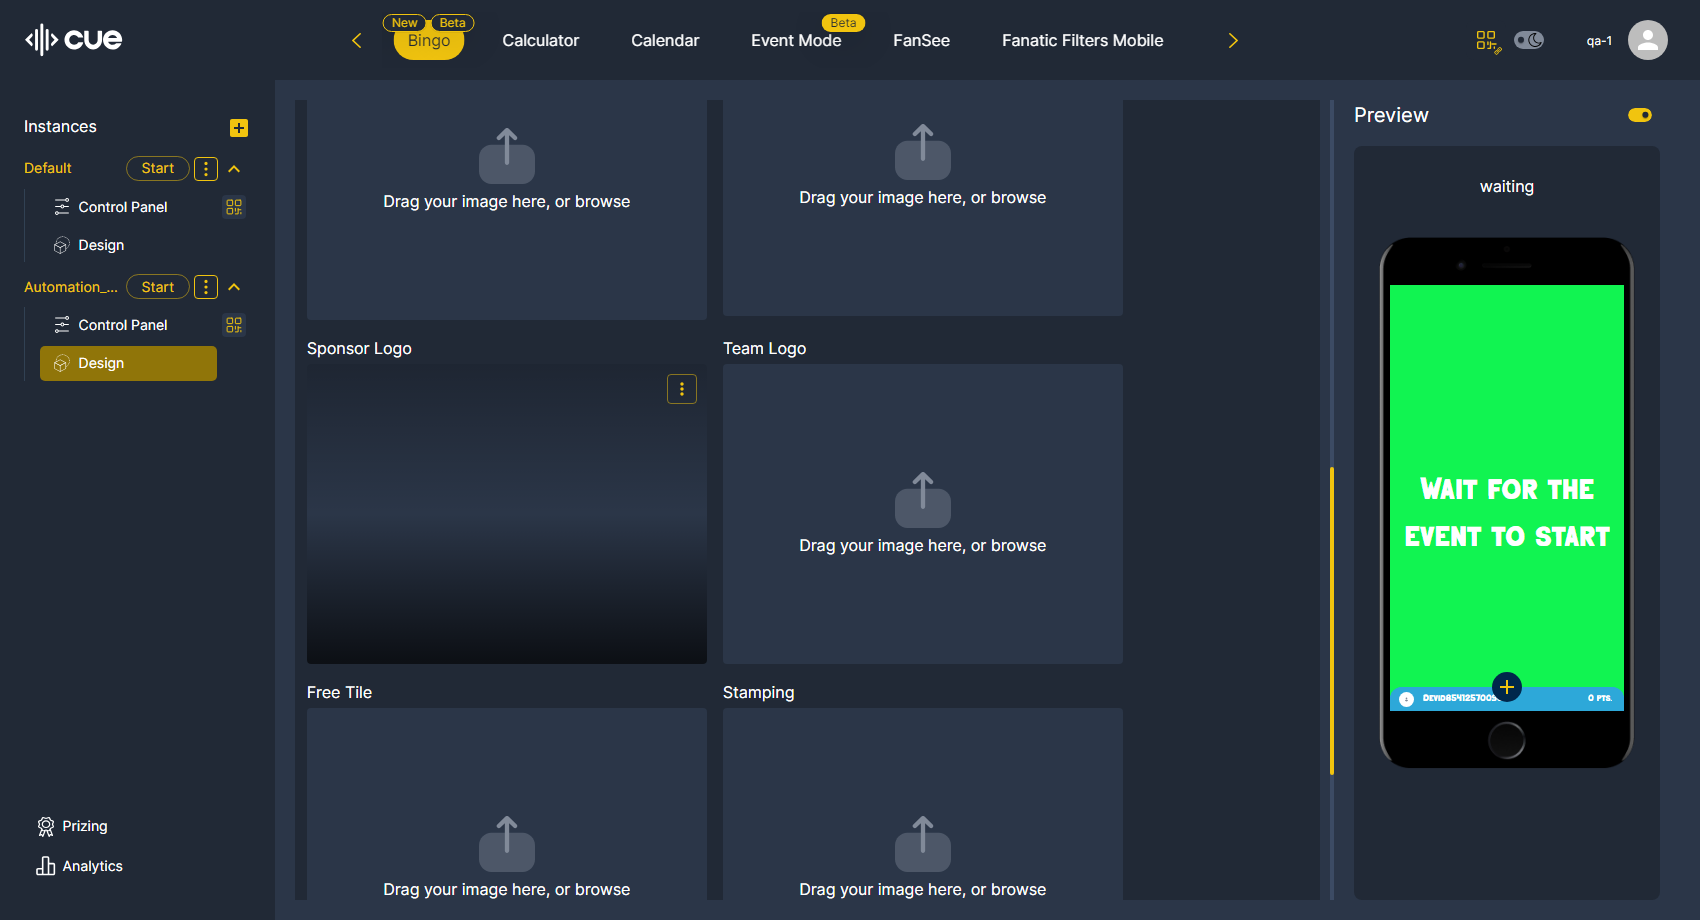 cue
New
Beta
Bingo
Calculator
Calendar
Beta
Event Mode
FanSee
Fanatic Filters Mobile
qa-1
Instances
Default
Start
Control Panel
Design
Automation_...
Start
Control Panel
Design
Prizing
Analytics
Drag your image here, or browse
Drag your image here, or browse
Sponsor Logo
Team Logo
Drag your image here, or browse
Free Tile
Stamping
Drag your image here, or browse
Drag your image here, or browse
Preview
waiting
Wait for the
event to start
0 pts.